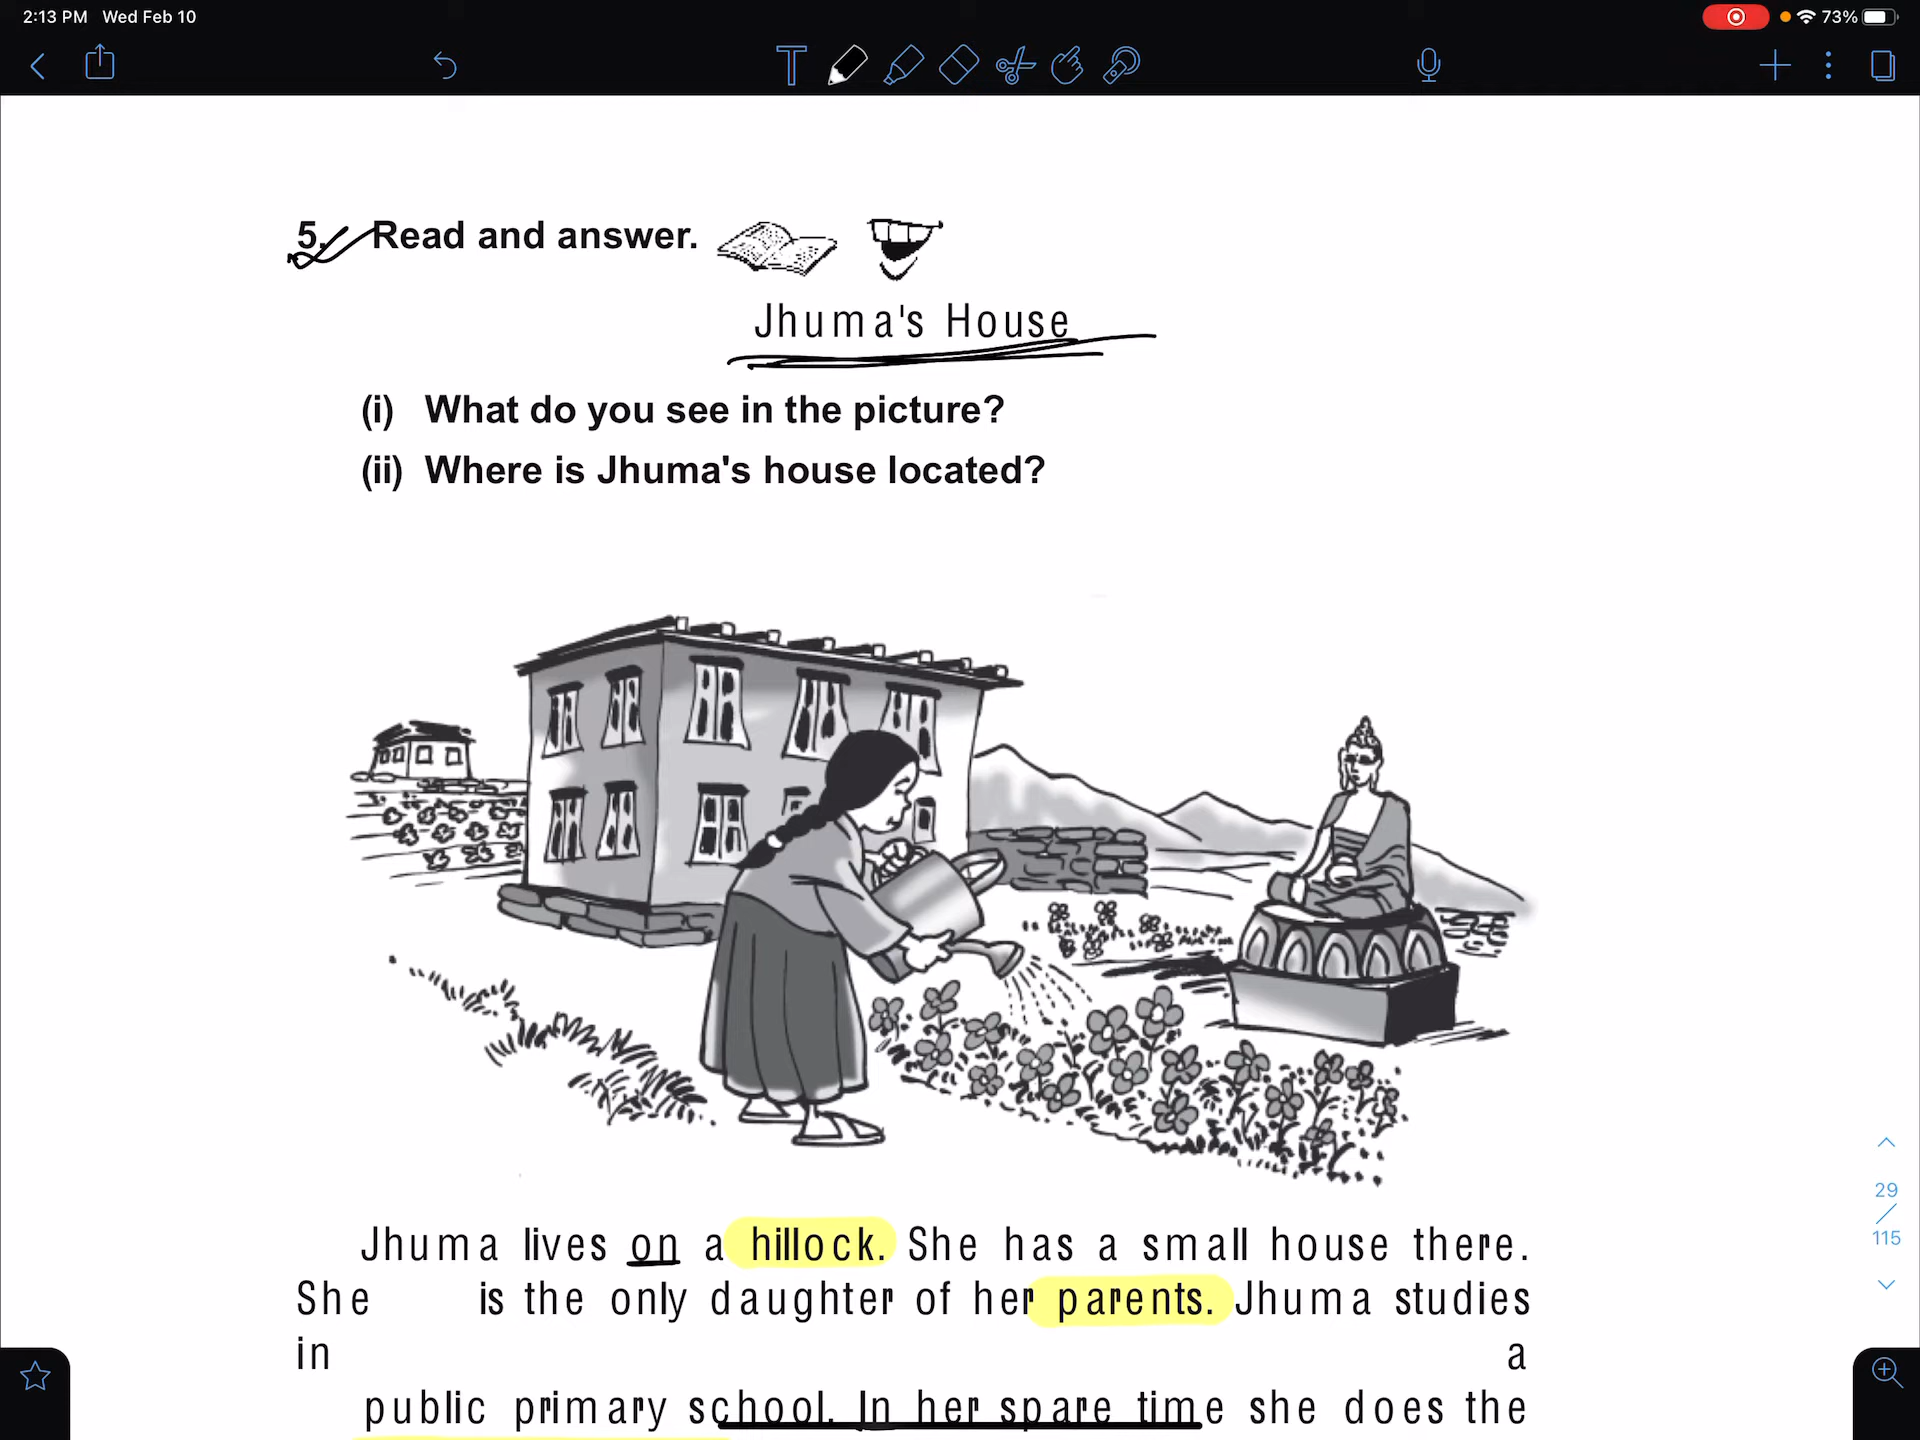 2:13 PM Wed Feb 10
73%
5. Read and answer.
Jhuma's House
(i) What do you see in the picture?
(ii) Where is Jhuma's house located?
Jhuma lives on a hillock. She has a small house there.
She is the only daughter of her parents. Jhuma studies
in a
public primary school. In her spare time she does the
29
/
115